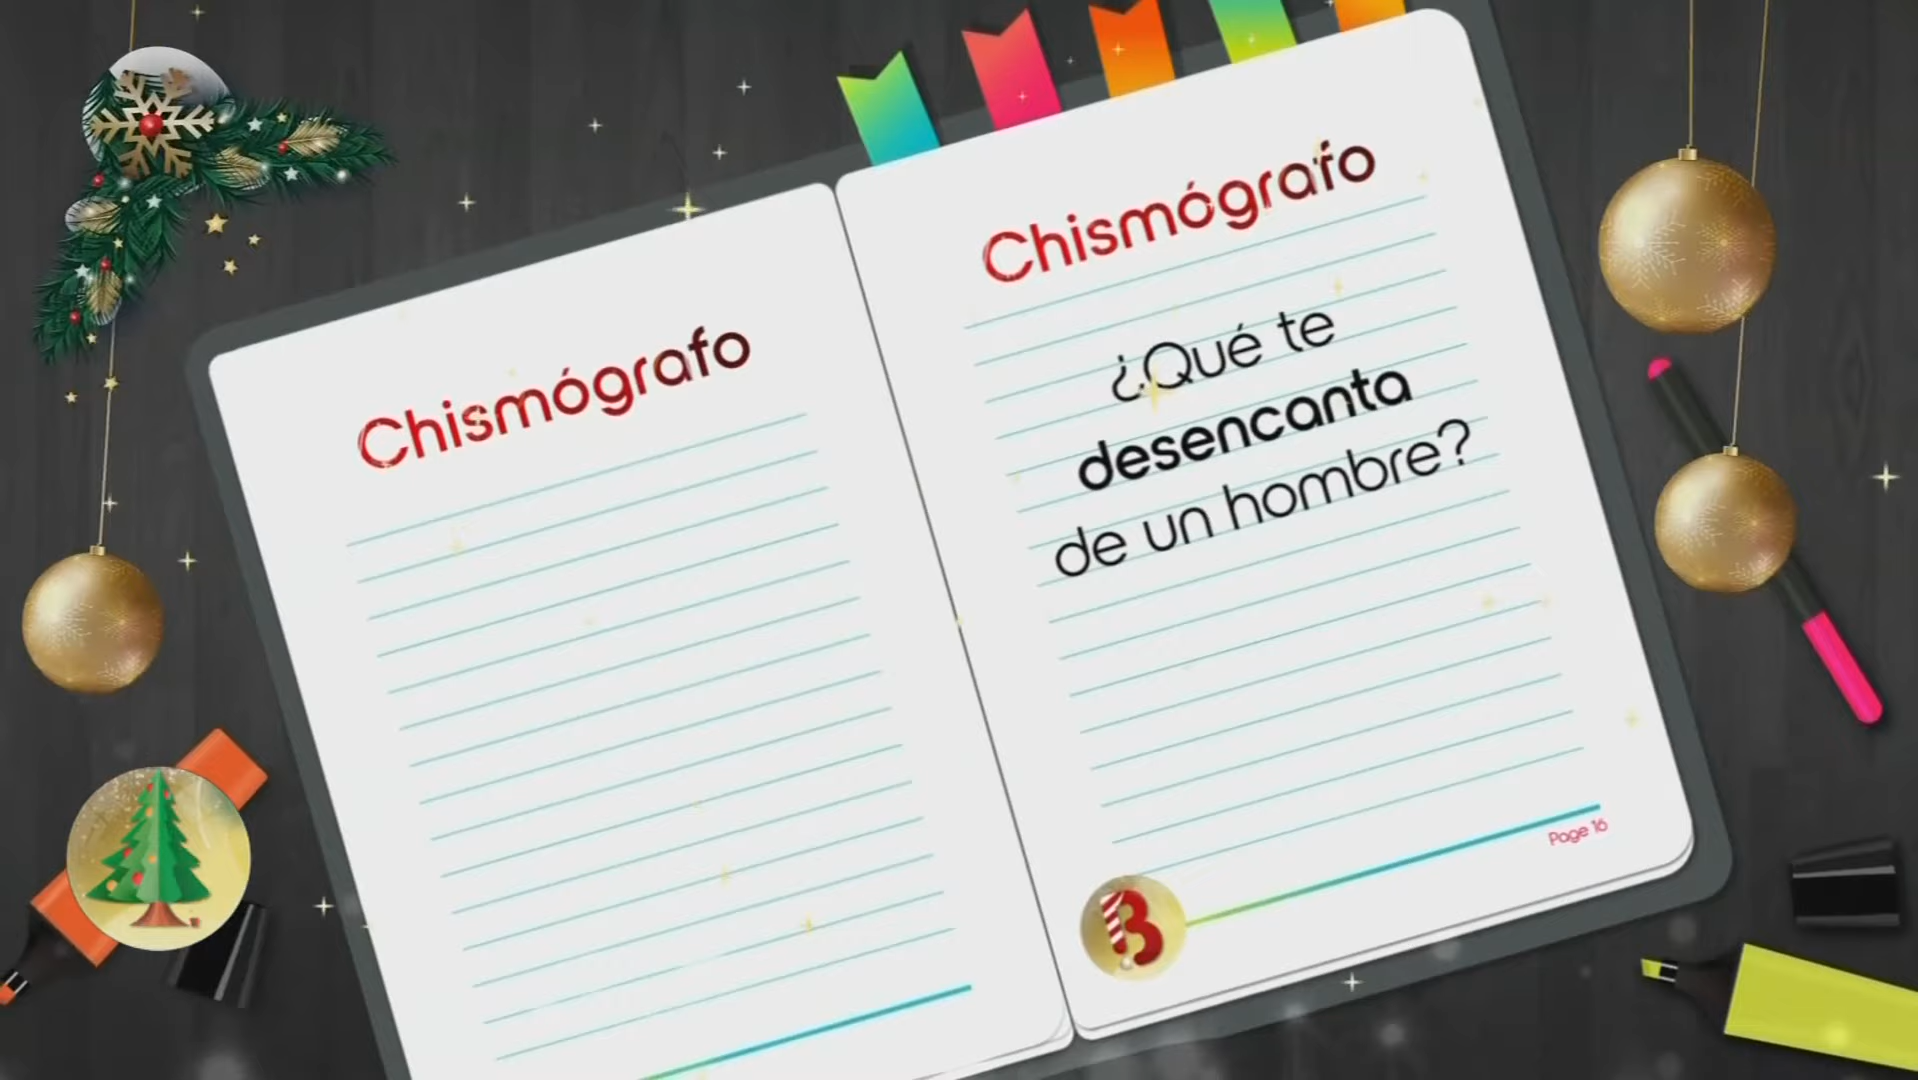 Chismógrafo
Chismógrafo
¿Qué te
desencanta
de un hombre?
Page 16
B